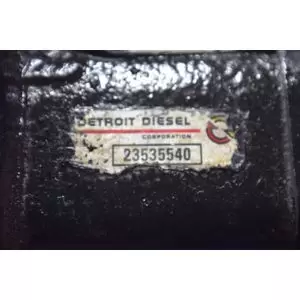 DETROIT DIESEL
CORPORATION
23535540